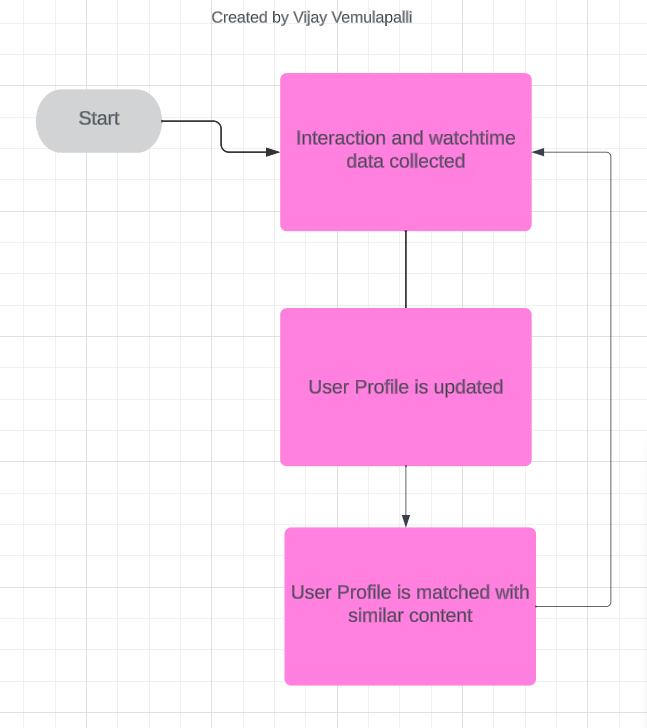 Created by Vijay Vemulapalli
Start
Interaction and watchtime
data collected
User Profile is updated
User Profile is matched with
similar content